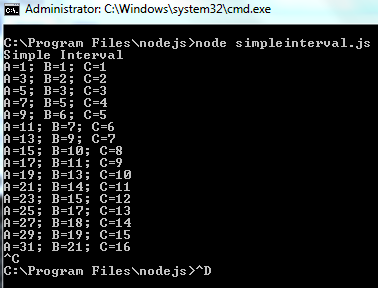 Administrator: C:\Windows\system32\cmd.exe
C:\Program Files\nodejs>node simpleinterval.js
Simple Interval
A=1; B=1; C=1
A=3; B=2; C=2
A=5; B=3; C=3
A=7; B=5; C=4
A=9; B=6; C=5
A=11; B=7; C=6
A=13; B=9; C=7
A=15; B=10; C=8
A=17; B=11; C=9
A=19; B=13; C=10
A=21; B=14; C=11
A=23; B=15; C=12
A=25; B=17; C=13
A=27; B=18; C=14
A=29; B=19; C=15
A=31; B=21; C=16
^C
C:\Program Files\nodejs>^D